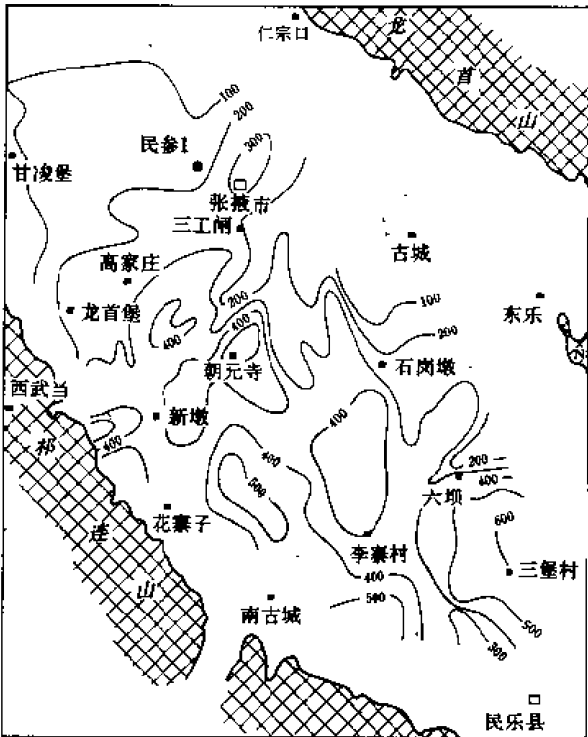 仁宗口
龙首山
100
200
民参1
300
甘浚堡
张掖市
三工闸
古城
高家庄
200
100
东乐
龙首堡
400
400
200
朝元寺
石岗墩
西武当
新墩
400
400
400
祁连山
500
200
400
六坝
花寨子
600
李寨村
三堡村
400
500
南古城
500
300
民乐县